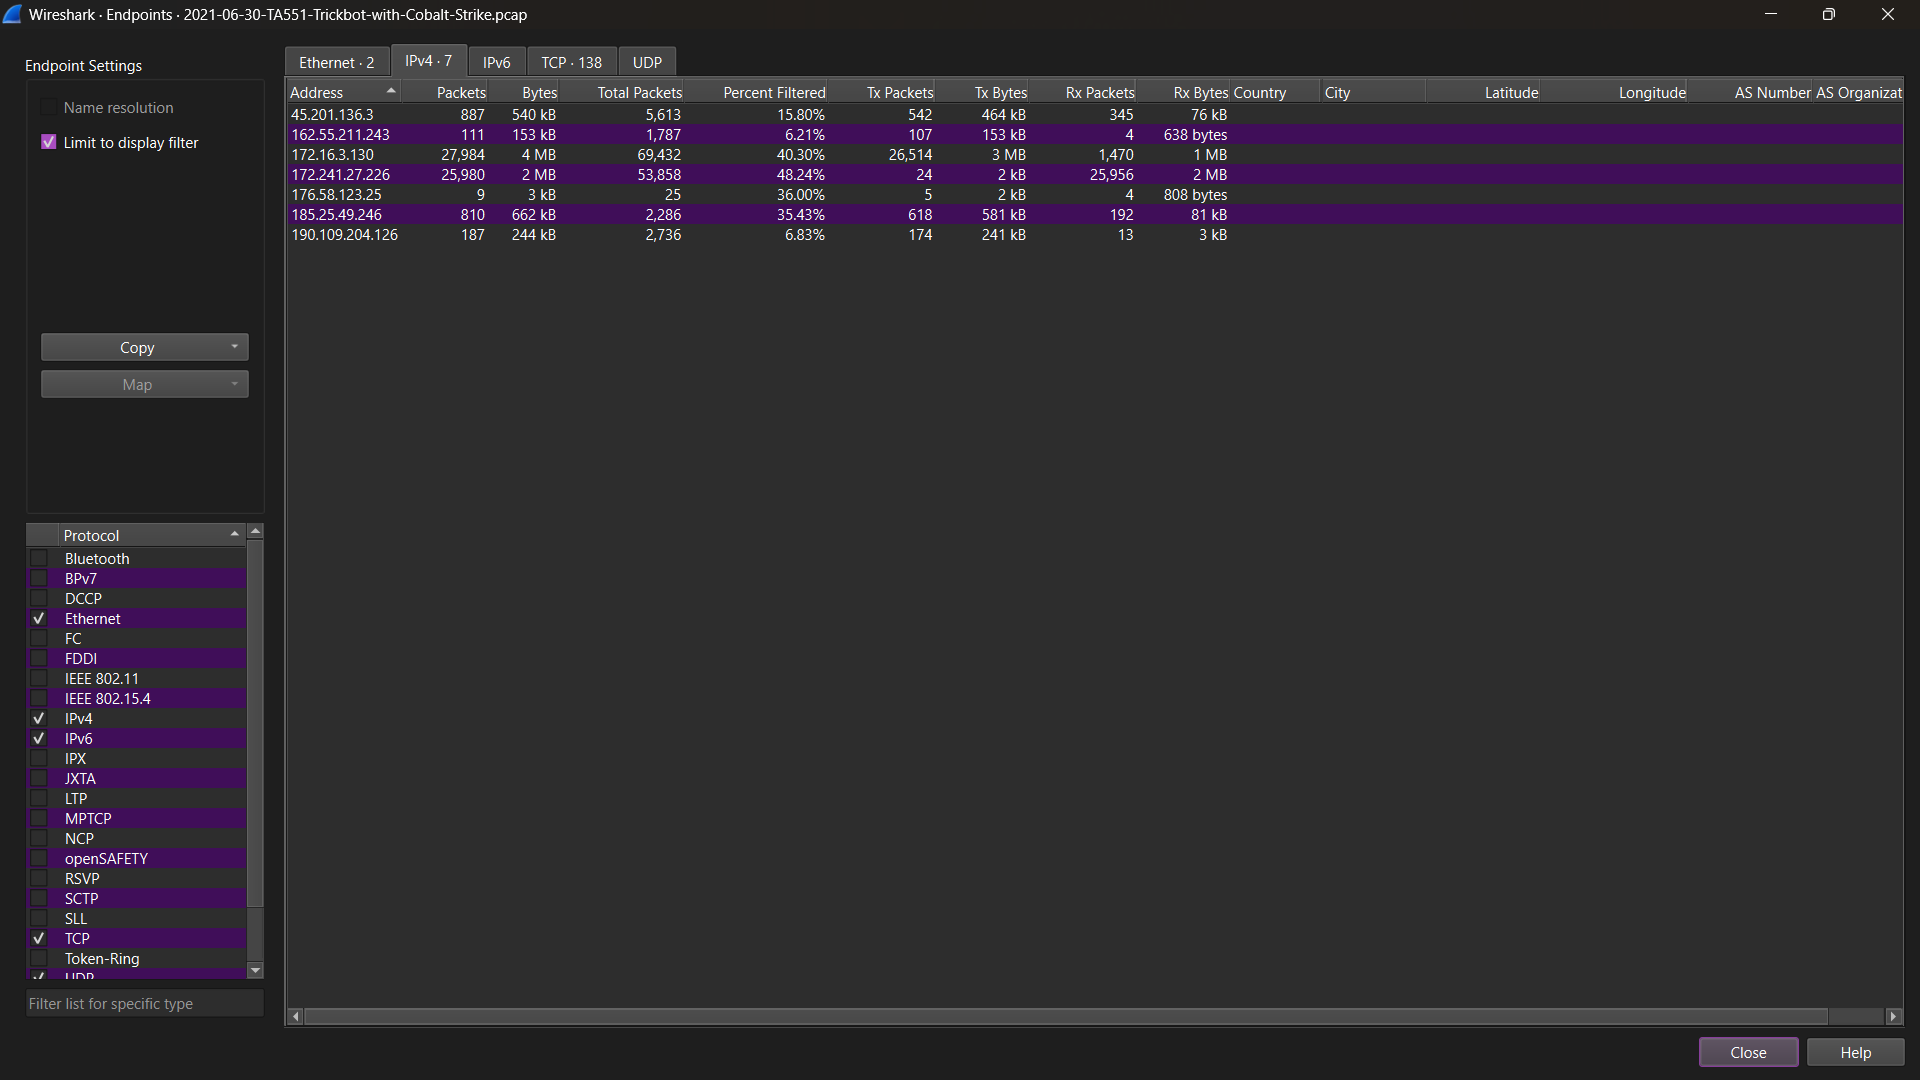 Wireshark · Endpoints · 2021-06-30-TA551-Trickbot-with-Cobalt-Strike.pcap
Endpoint Settings
Name resolution
Limit to display filter
Copy
Map
Protocol
Bluetooth
BPv7
DCCP
Ethernet
FC
FDDI
IEEE 802.11
IEEE 802.15.4
IPv4
IPv6
IPX
JXTA
LTP
MPTCP
NCP
openSAFETY
RSVP
SCTP
SLL
TCP
Token-Ring
UDP
Filter list for specific type
Ethernet · 2 IPv4 · 7 IPv6 TCP · 138 UDP
Address Packets Bytes Total Packets Percent Filtered Tx Packets Tx Bytes Rx Packets Rx Bytes Country City Latitude Longitude AS Number AS Organizat
45.201.136.3 887 540 kB 5,613 15.80% 542 464 kB 345 76 kB
162.55.211.243 111 153 kB 1,787 6.21% 107 153 kB 4 638 bytes
172.16.3.130 27,984 4 MB 69,432 40.30% 26,514 3 MB 1,470 1 MB
172.241.27.226 25,980 2 MB 53,858 48.24% 24 2 kB 25,956 2 MB
176.58.123.25 9 3 kB 25 36.00% 5 2 kB 4 808 bytes
185.25.49.246 810 662 kB 2,286 35.43% 618 581 kB 192 81 kB
190.109.204.126 187 244 kB 2,736 6.83% 174 241 kB 13 3 kB
Close Help